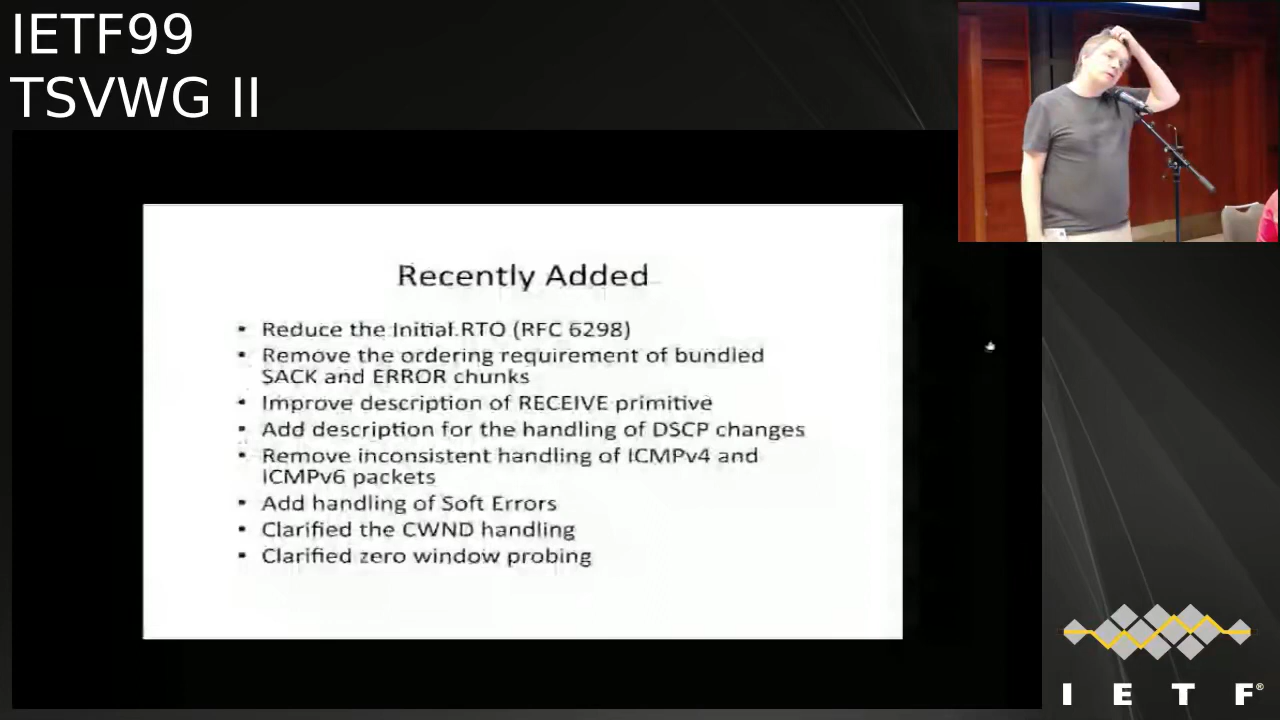 IETF99
TSVWG II
Recently Added
• Reduce the Initial RTO (RFC 6298)
• Remove the ordering requirement of bundled
SACK and ERROR chunks
• Improve description of RECEIVE primitive
• Add description for the handling of DSCP changes
• Remove inconsistent handling of ICMPv4 and
ICMPv6 packets
• Add handling of Soft Errors
• Clarified the CWND handling
• Clarified zero window probing
I E T F®